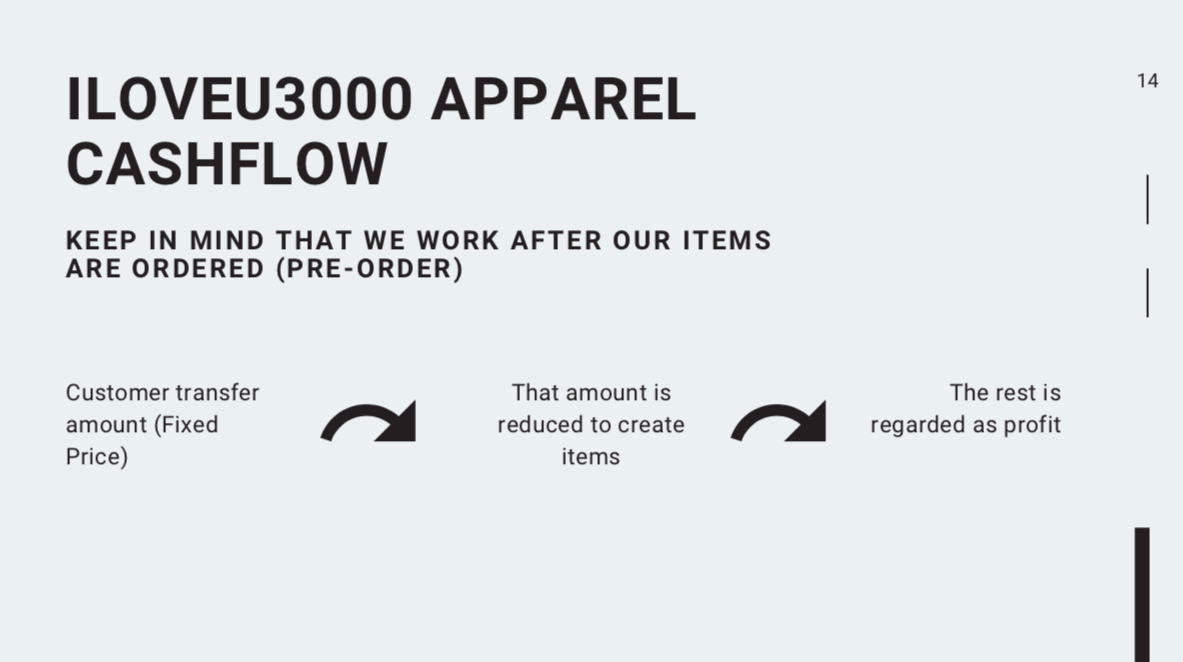 ILOVEU3000 APPAREL
CASHFLOW
14
KEEP IN MIND THAT WE WORK AFTER OUR ITEMS
ARE ORDERED (PRE-ORDER)
Customer transfer
amount (Fixed
Price)
That amount is
reduced to create
items
The rest is
regarded as profit